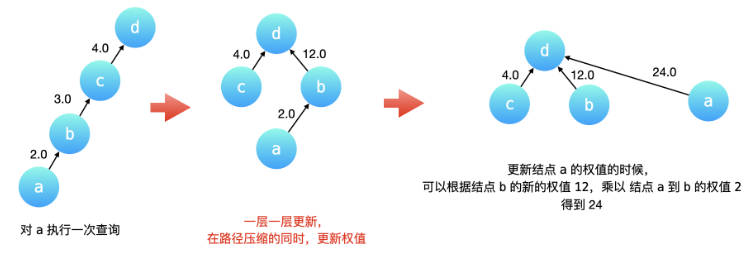 d
4.0
c
3.0
b
2.0
a
对 a 执行一次查询
d
4.0
12.0
c
b
2.0
a
一层一层更新，
在路径压缩的同时，更新权值
d
4.0
12.0
24.0
c
b
a
更新结点 a 的权值的时候，
可以根据结点 b 的新的权值 12，乘以 结点 a 到 b 的权值 2
得到 24